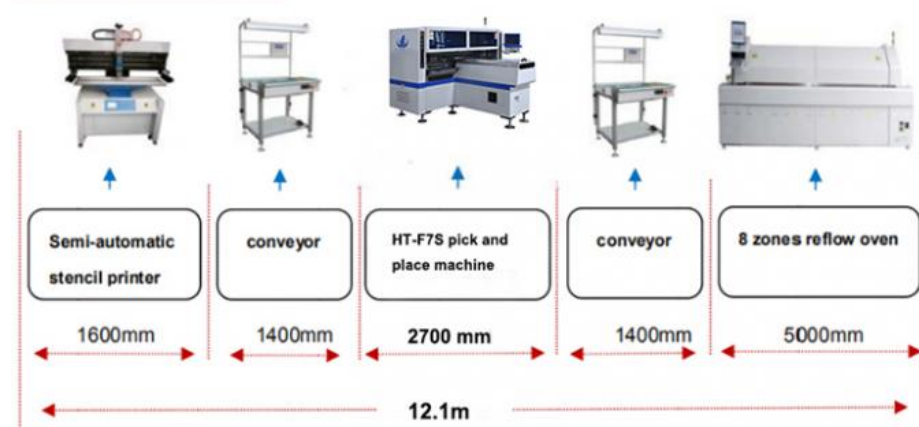 Semi-automatic
stencil printer
conveyor
HT-F7S pick and
place machine
conveyor
8 zones reflow oven
1600mm
1400mm
2700 mm
1400mm
5000mm
12.1m